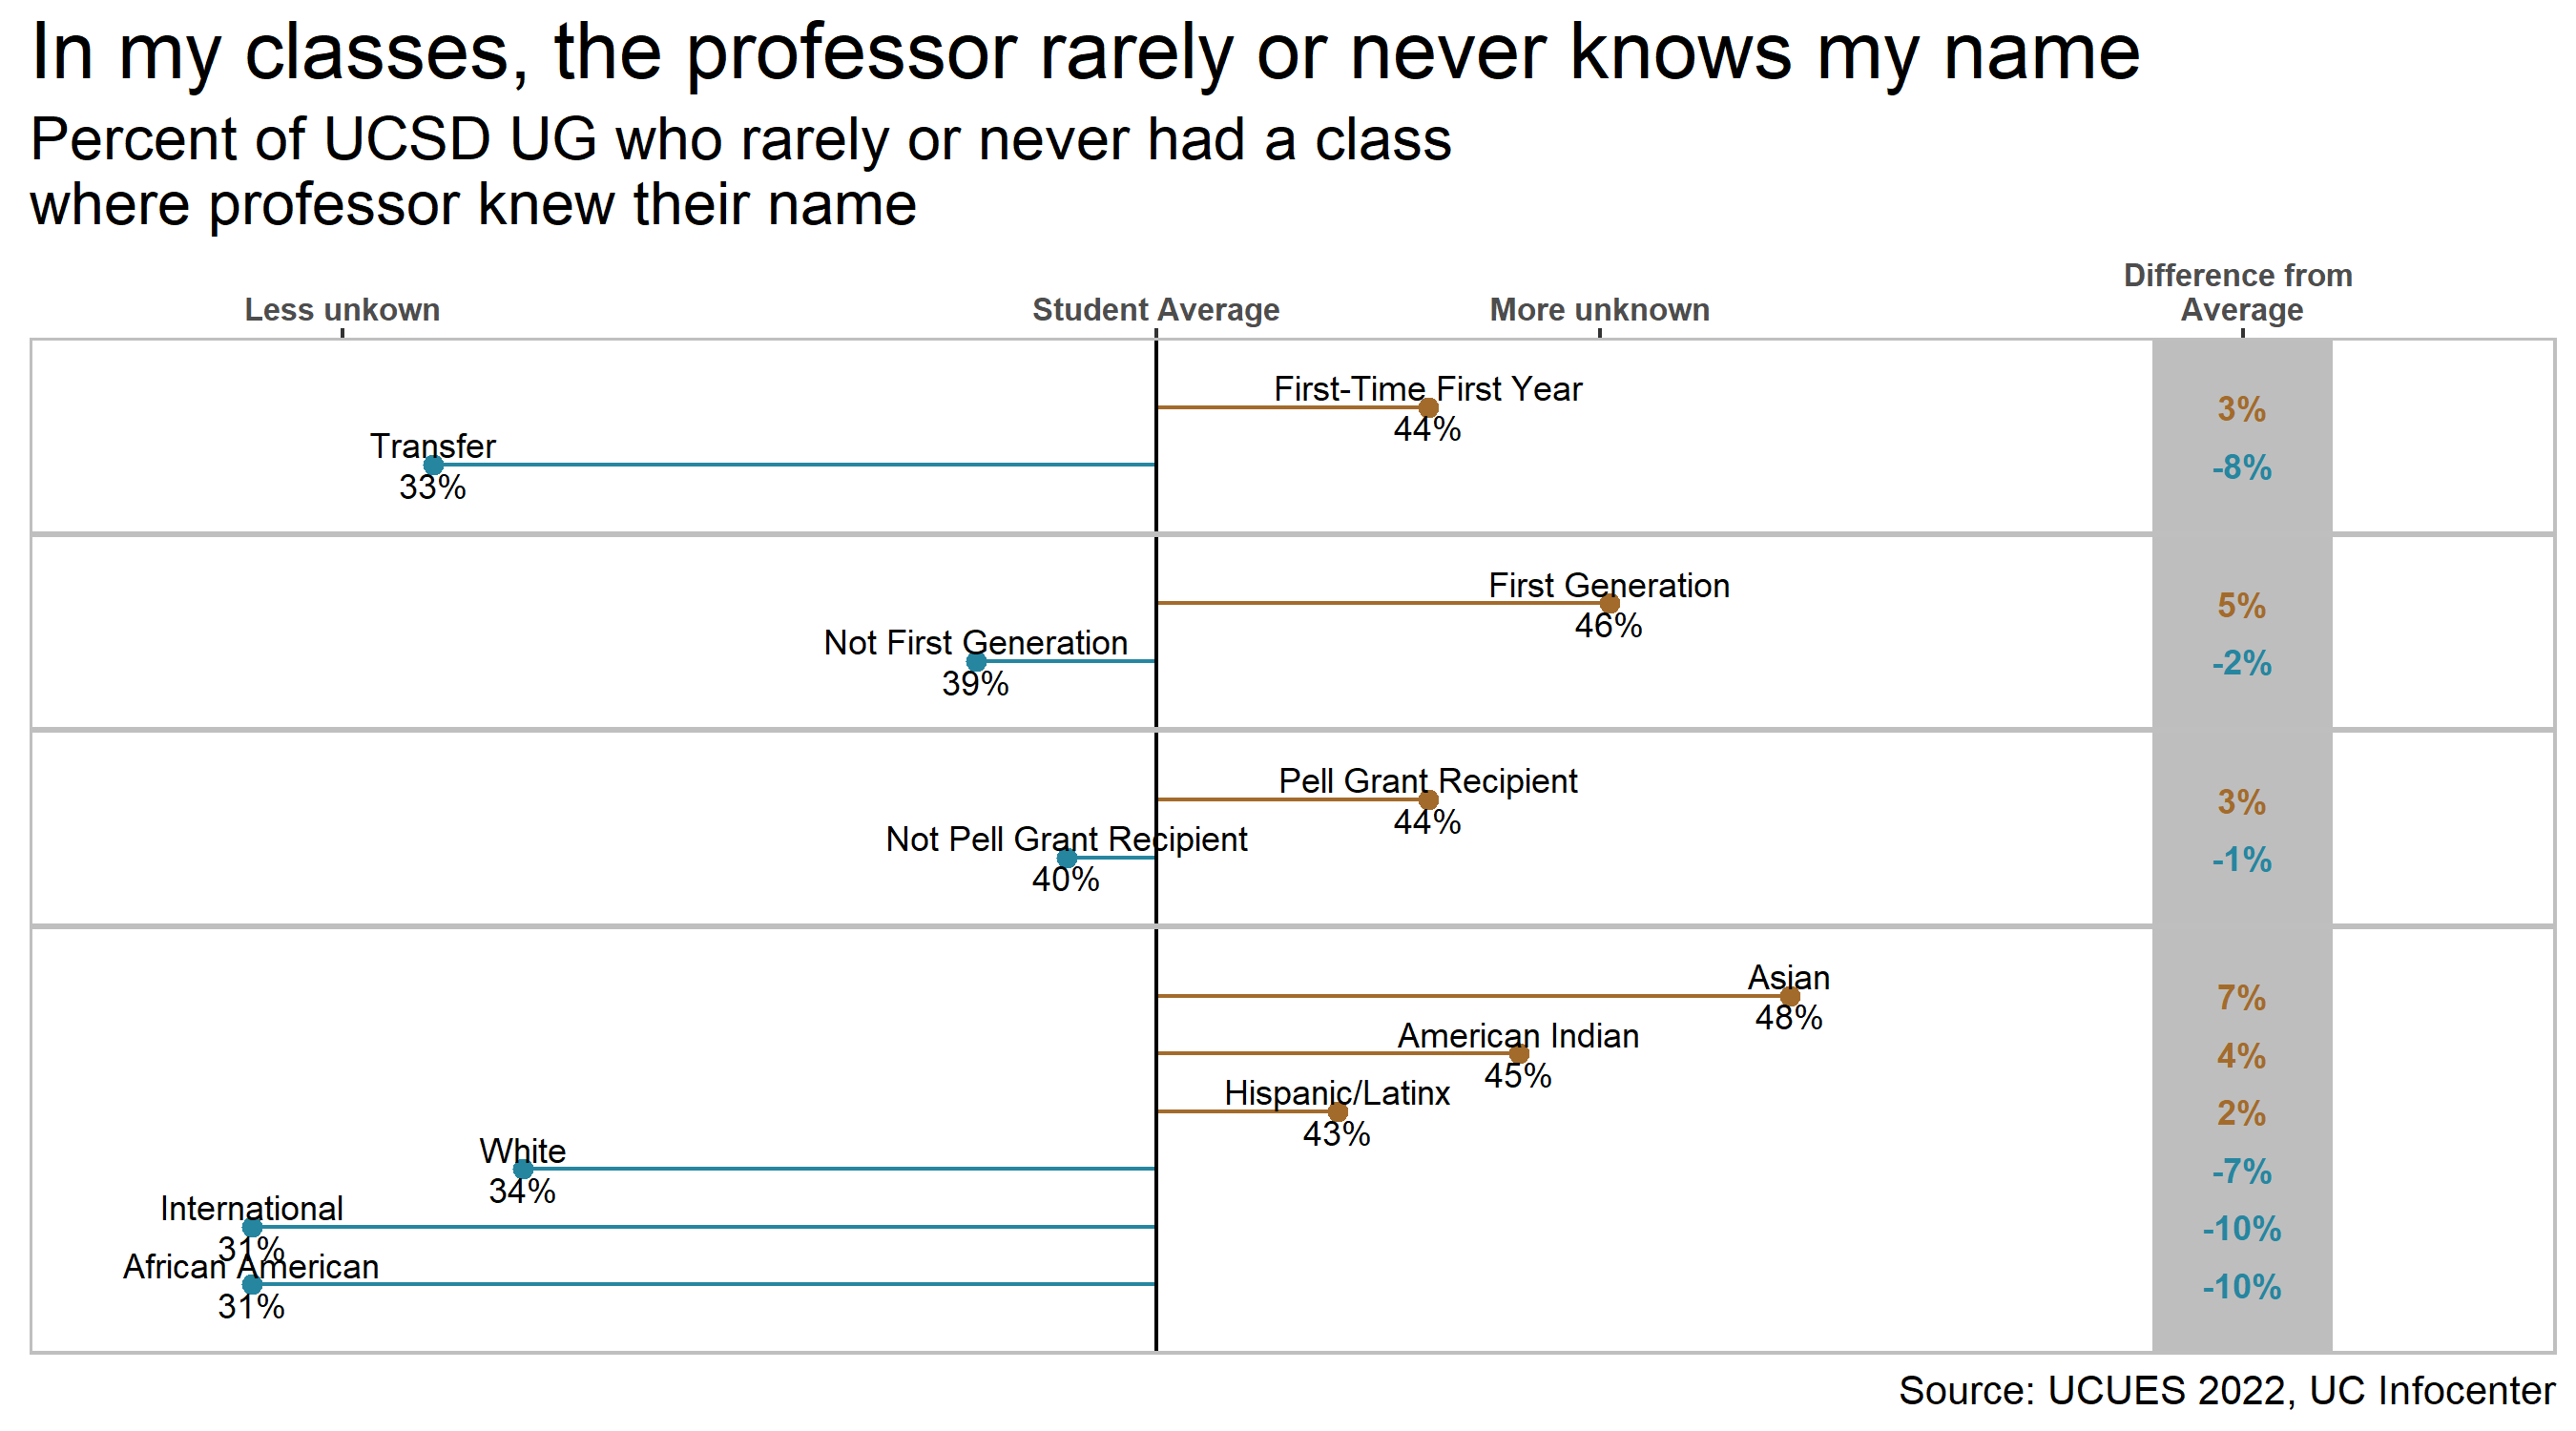 In my classes, the professor rarely or never knows my name
Percent of UCSD UG who rarely or never had a class
where professor knew their name
Less unkown
Student Average
More unknown
Difference from
Average
First-Time First Year
44%
3%
Transfer
33%
-8%
First Generation
46%
5%
Not First Generation
39%
-2%
Pell Grant Recipient
44%
3%
Not Pell Grant Recipient
40%
-1%
Asian
48%
7%
American Indian
45%
4%
Hispanic/Latinx
43%
2%
White
34%
-7%
International
31%
-10%
African American
31%
-10%
Source: UCUES 2022, UC Infocenter